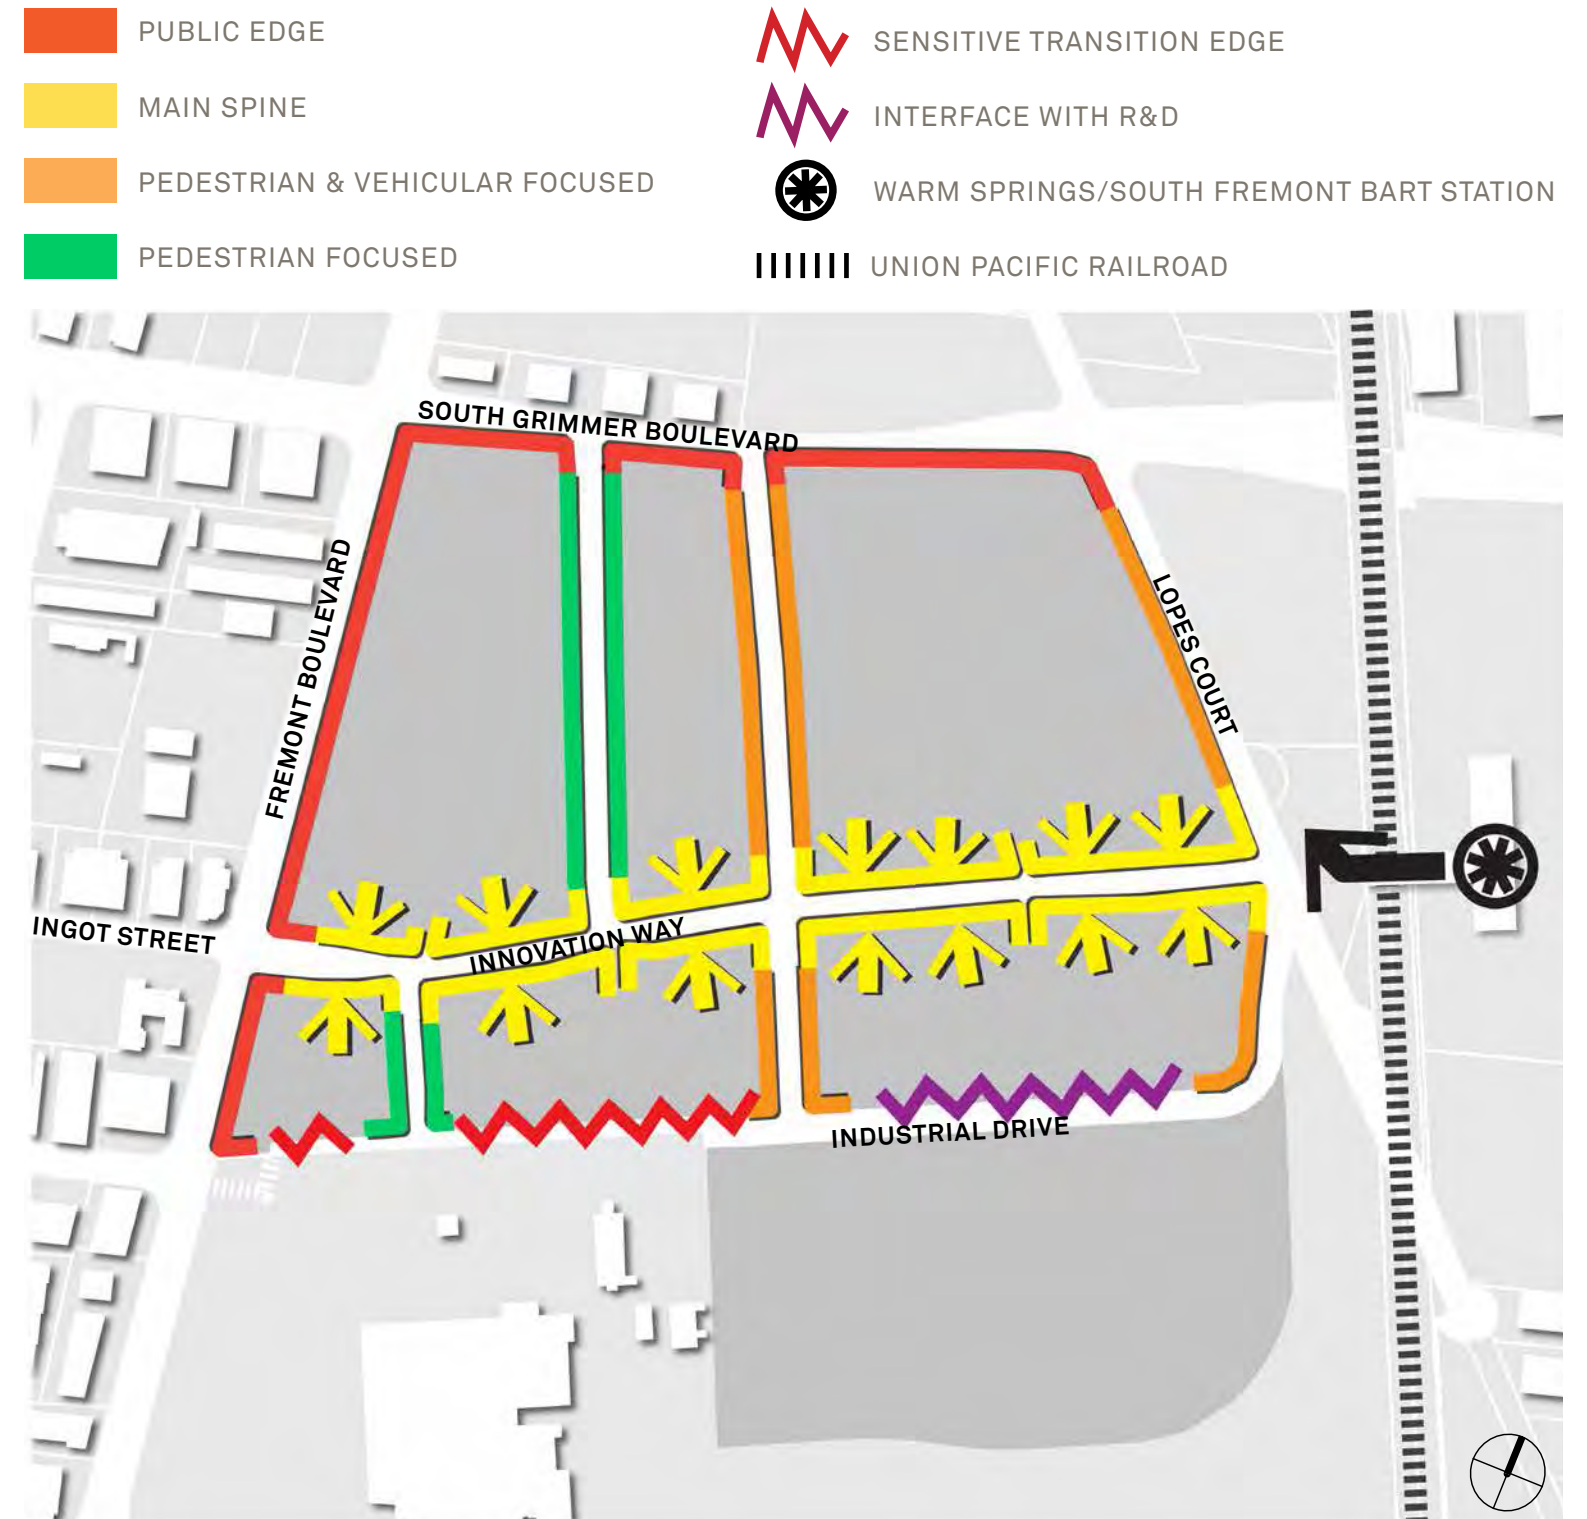 PUBLIC EDGE
MAIN SPINE
PEDESTRIAN & VEHICULAR FOCUSED
PEDESTRIAN FOCUSED
SENSITIVE TRANSITION EDGE
INTERFACE WITH R&D
WARM SPRINGS/SOUTH FREMONT BART STATION
UNION PACIFIC RAILROAD
SOUTH GRIMMER BOULEVARD
FREMONT BOULEVARD
LOPES COURT
INGOT STREET
INNOVATION WAY
INDUSTRIAL DRIVE